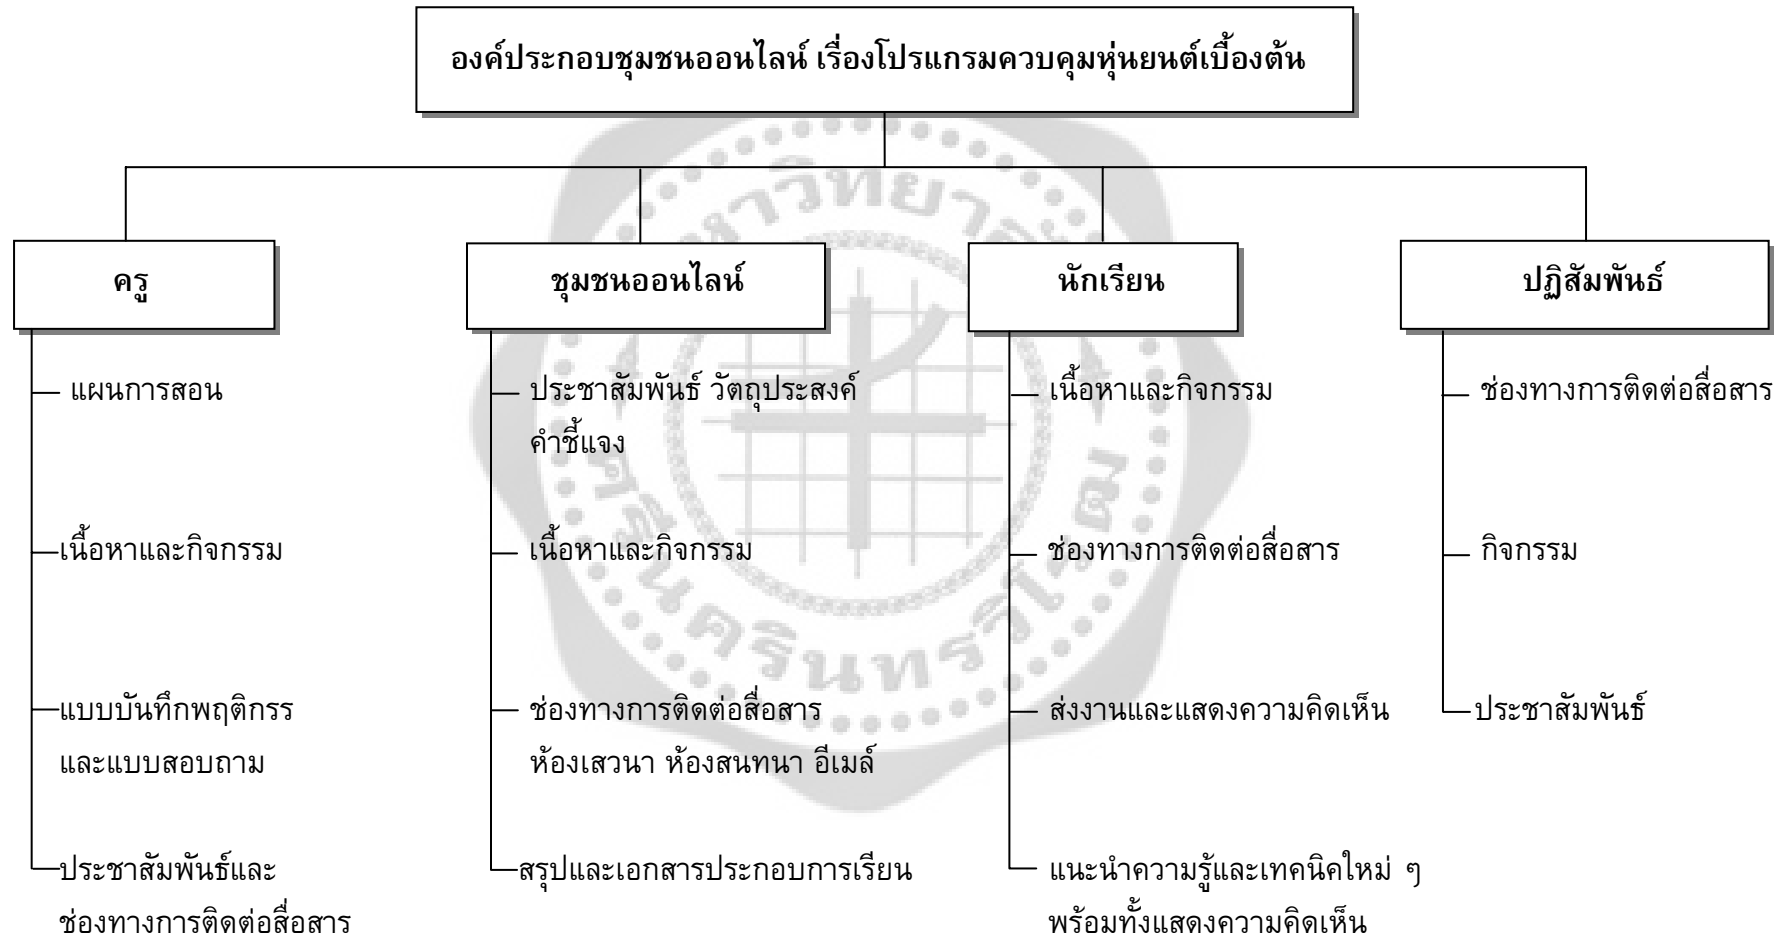 องค์ประกอบชุมชนออนไลน์ เรื่องโปรแกรมควบคุมหุ่นยนต์เบื้องต้น
ครู
แผนการสอน
เนื้อหาและกิจกรรม
แบบบันทึกพฤติกรร
และแบบสอบถาม
ประชาสัมพันธ์และ
ช่องทางการติดต่อสื่อสาร
ชุมชนออนไลน์
ประชาสัมพันธ์ วัตถุประสงค์
คำชี้แจง
เนื้อหาและกิจกรรม
ช่องทางการติดต่อสื่อสาร
ห้องเสวนา ห้องสนทนา อีเมล์
สรุปและเอกสารประกอบการเรียน
นักเรียน
เนื้อหาและกิจกรรม
ช่องทางการติดต่อสื่อสาร
ส่งงานและแสดงความคิดเห็น
แนะนำความรู้และเทคนิคใหม่ ๆ
พร้อมทั้งแสดงความคิดเห็น
ปฏิสัมพันธ์
ช่องทางการติดต่อสื่อสาร
กิจกรรม
ประชาสัมพันธ์